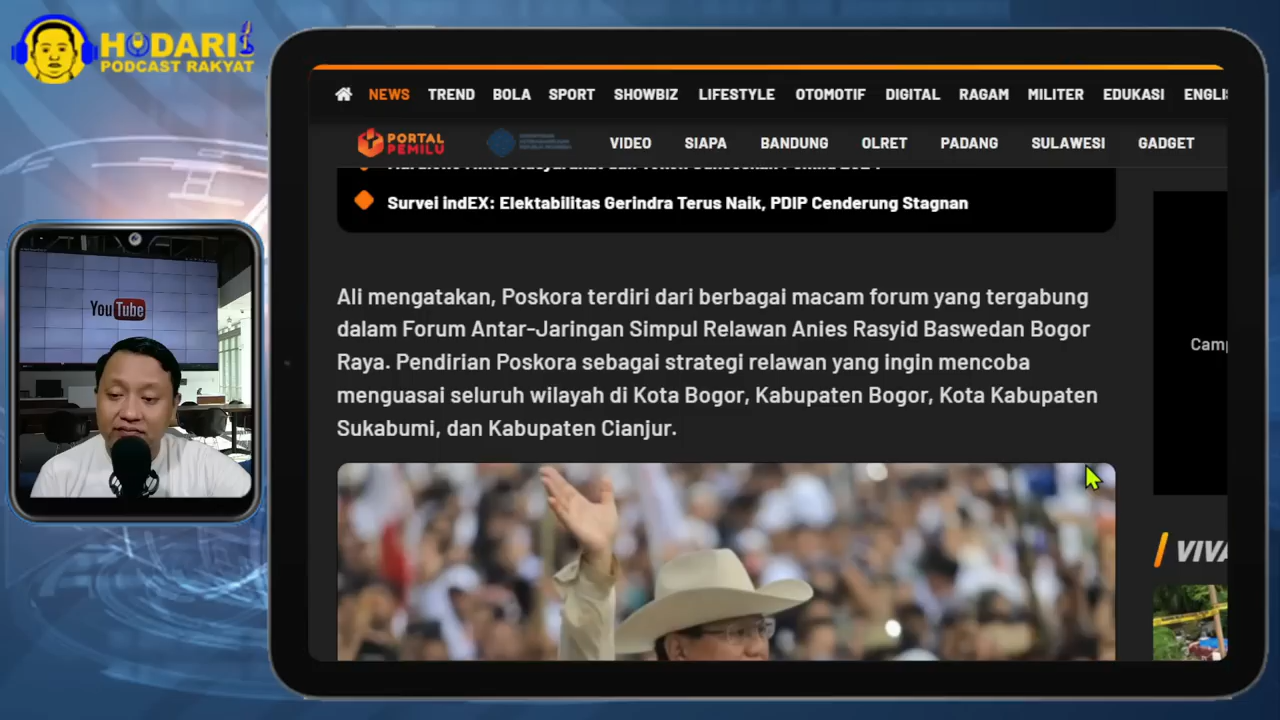 HODARI
PODCAST RAKYAT
NEWS TREND BOLA SPORT SHOWBIZ LIFESTYLE OTOMOTIF DIGITAL RAGAM MILITER EDUKASI ENGLIS
PORTAL PEMILU VIDEO SIAPA BANDUNG OLRET PADANG SULAWESI GADGET
Survei indEX: Elektabilitas Gerindra Terus Naik, PDIP Cenderung Stagnan
Ali mengatakan, Poskora terdiri dari berbagai macam forum yang tergabung
dalam Forum Antar-Jaringan Simpul Relawan Anies Rasyid Baswedan Bogor
Raya. Pendirian Poskora sebagai strategi relawan yang ingin mencoba
menguasai seluruh wilayah di Kota Bogor, Kabupaten Bogor, Kota Kabupaten
Sukabumi, dan Kabupaten Cianjur.
YouTube
Camp
VIVA